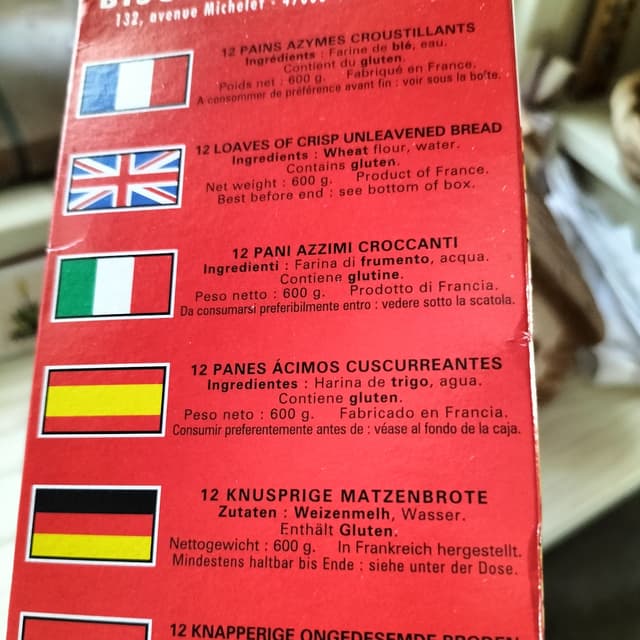 132, avenue Michelet
12 PAINS AZYMES CROUSTILLANTS
Ingrédients : Farine de blé, eau.
Contient du gluten.
Poids net : 600 g. Fabriqué en France.
A consommer de préférence avant fin : voir sous la boîte.
12 LOAVES OF CRISP UNLEAVENED BREAD
Ingredients : Wheat flour, water.
Contains gluten.
Net weight : 600 g. Product of France.
Best before end : see bottom of box.
12 PANI AZZIMI CROCCANTI
Ingredienti : Farina di frumento, acqua.
Contiene glutine.
Peso netto : 600 g. Prodotto di Francia.
Da consumarsi preferibilmente entro : vedere sotto la scatola.
12 PANES ÁCIMOS CUSCURREANTES
Ingredientes : Harina de trigo, agua.
Contiene gluten.
Peso neto : 600 g. Fabricado en Francia.
Consumir preferentemente antes de : véase al fondo de la caja.
12 KNUSPRIGE MATZENBROTE
Zutaten : Weizenmelh, Wasser.
Enthält Gluten.
Nettogewicht : 600 g. In Frankreich hergestellt.
Mindestens haltbar bis Ende : siehe unter der Dose.
12 KNAPPERIGE ONGEDESEMDE BRODEN